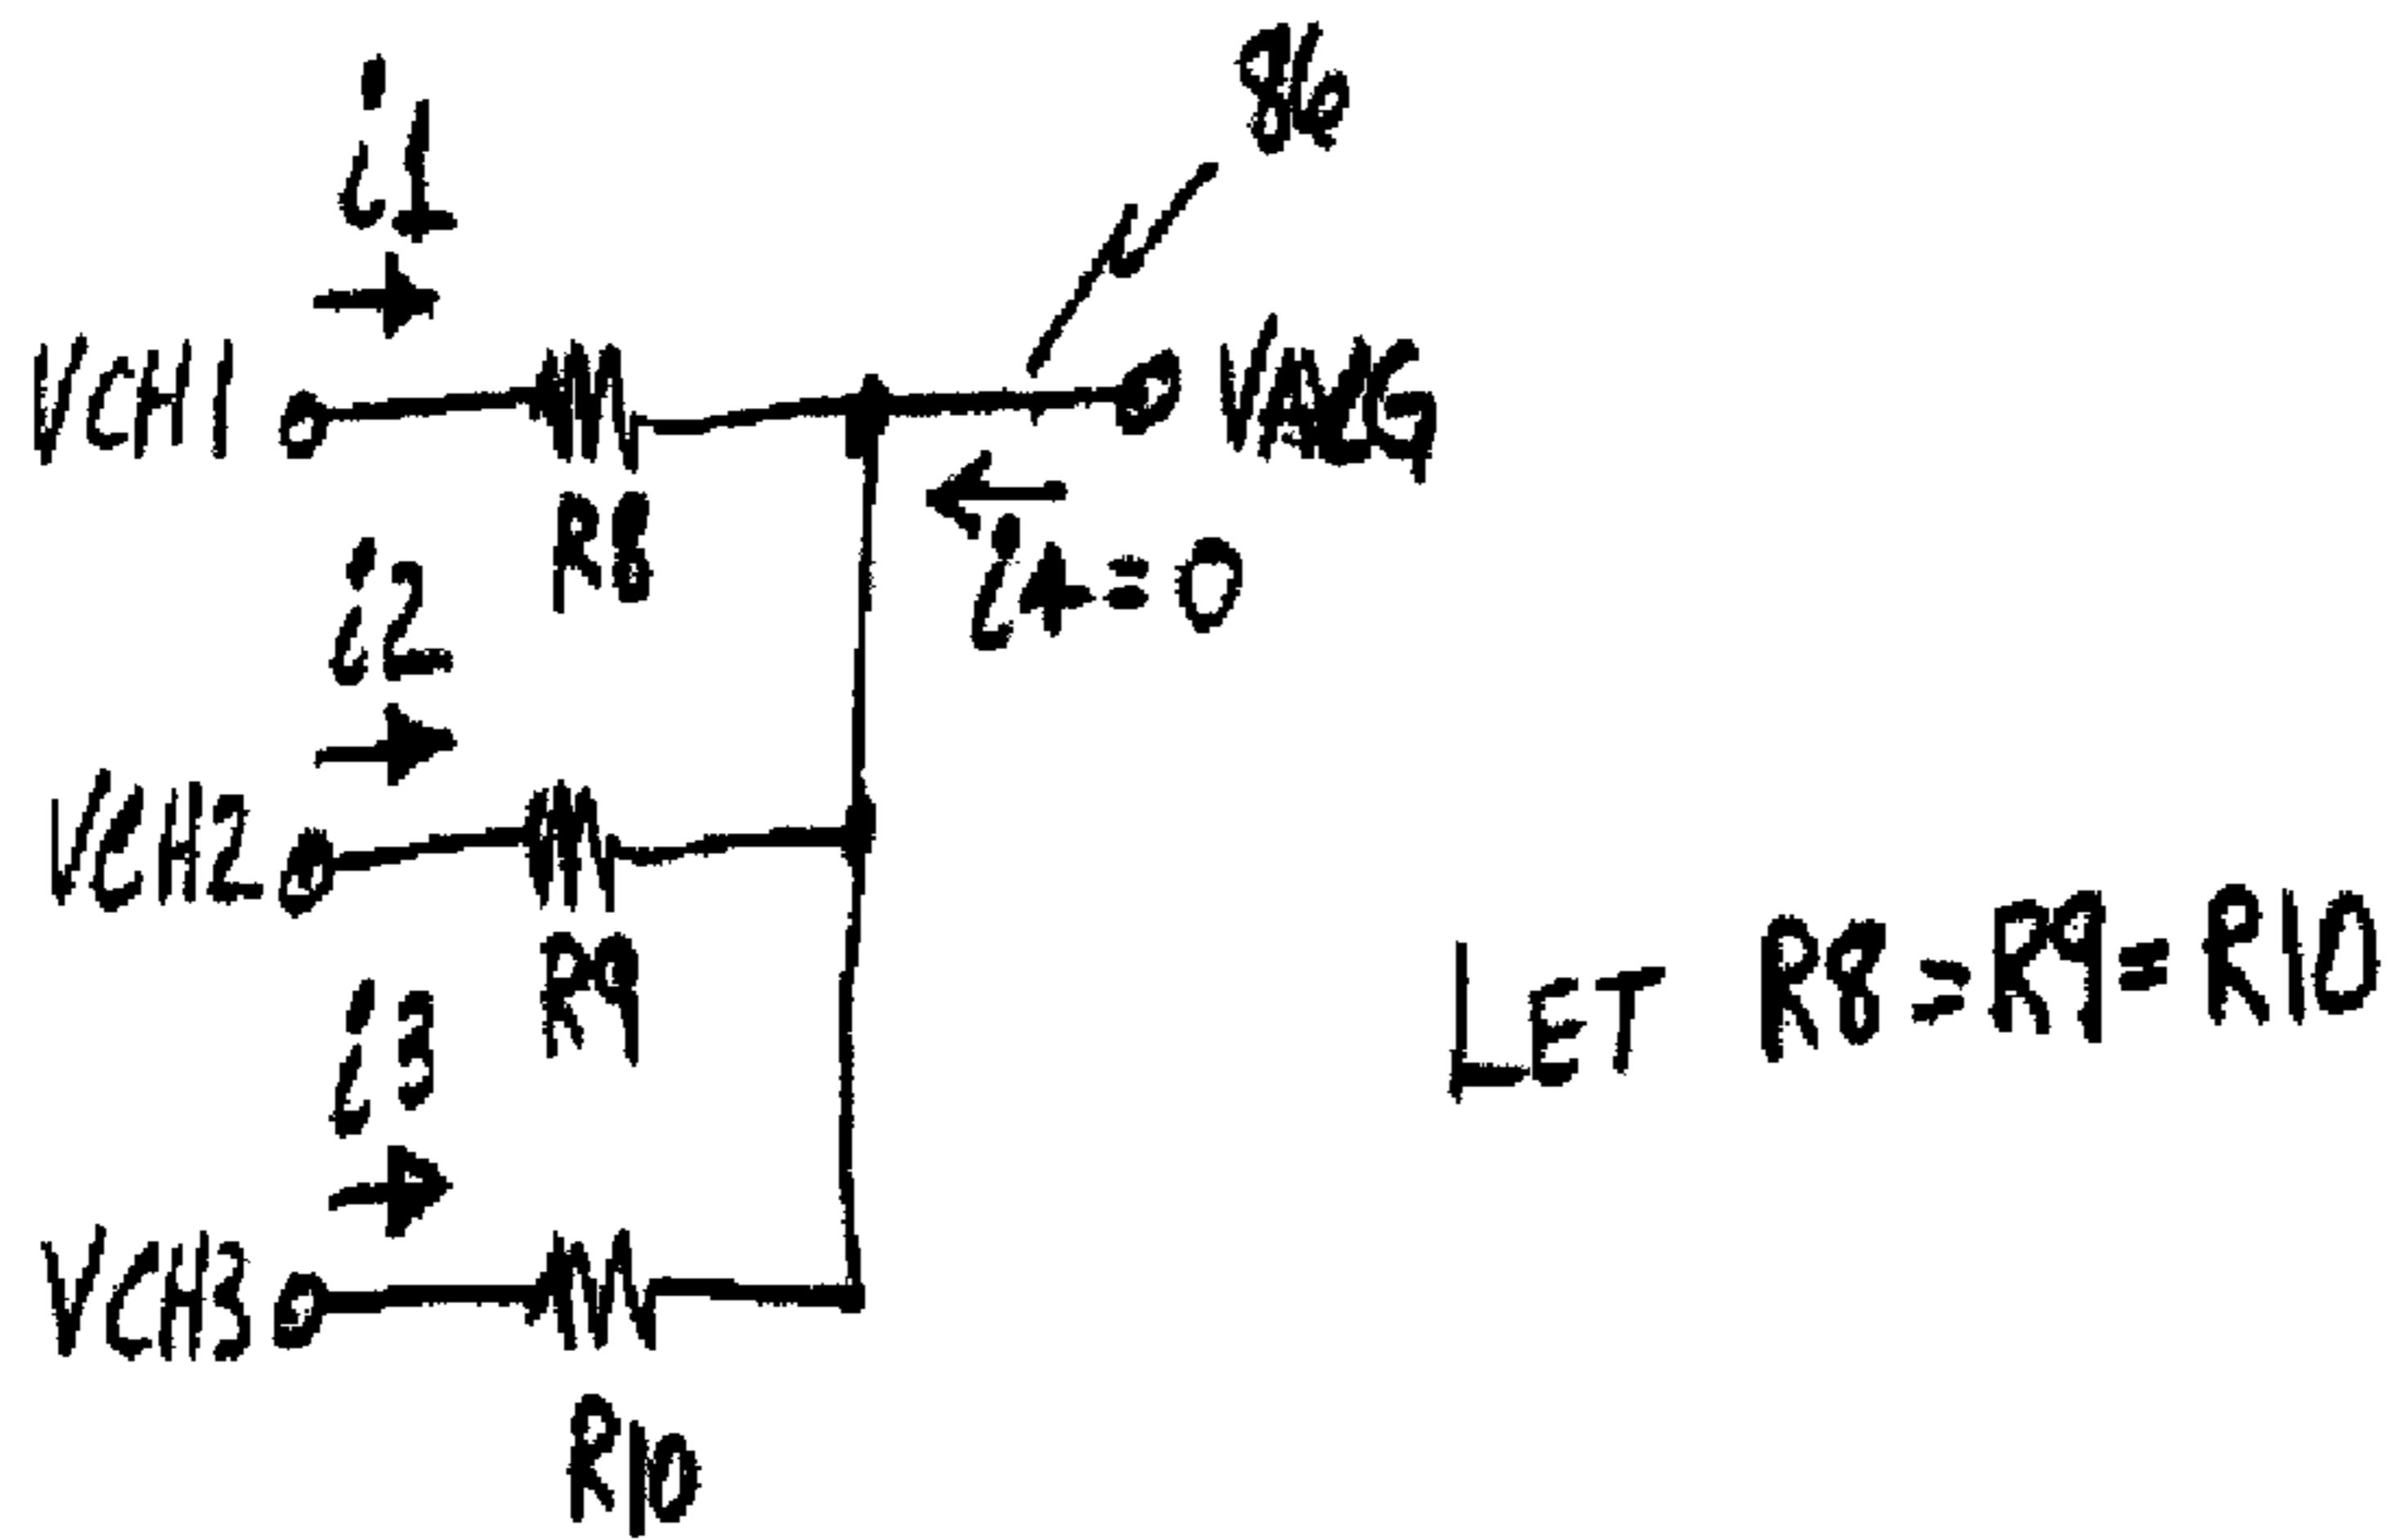 86
i1
VCH1
VAVG
R8
i4=0
i2
VCH2
R9
LET R8=R9=R10
i3
VCH3
R10